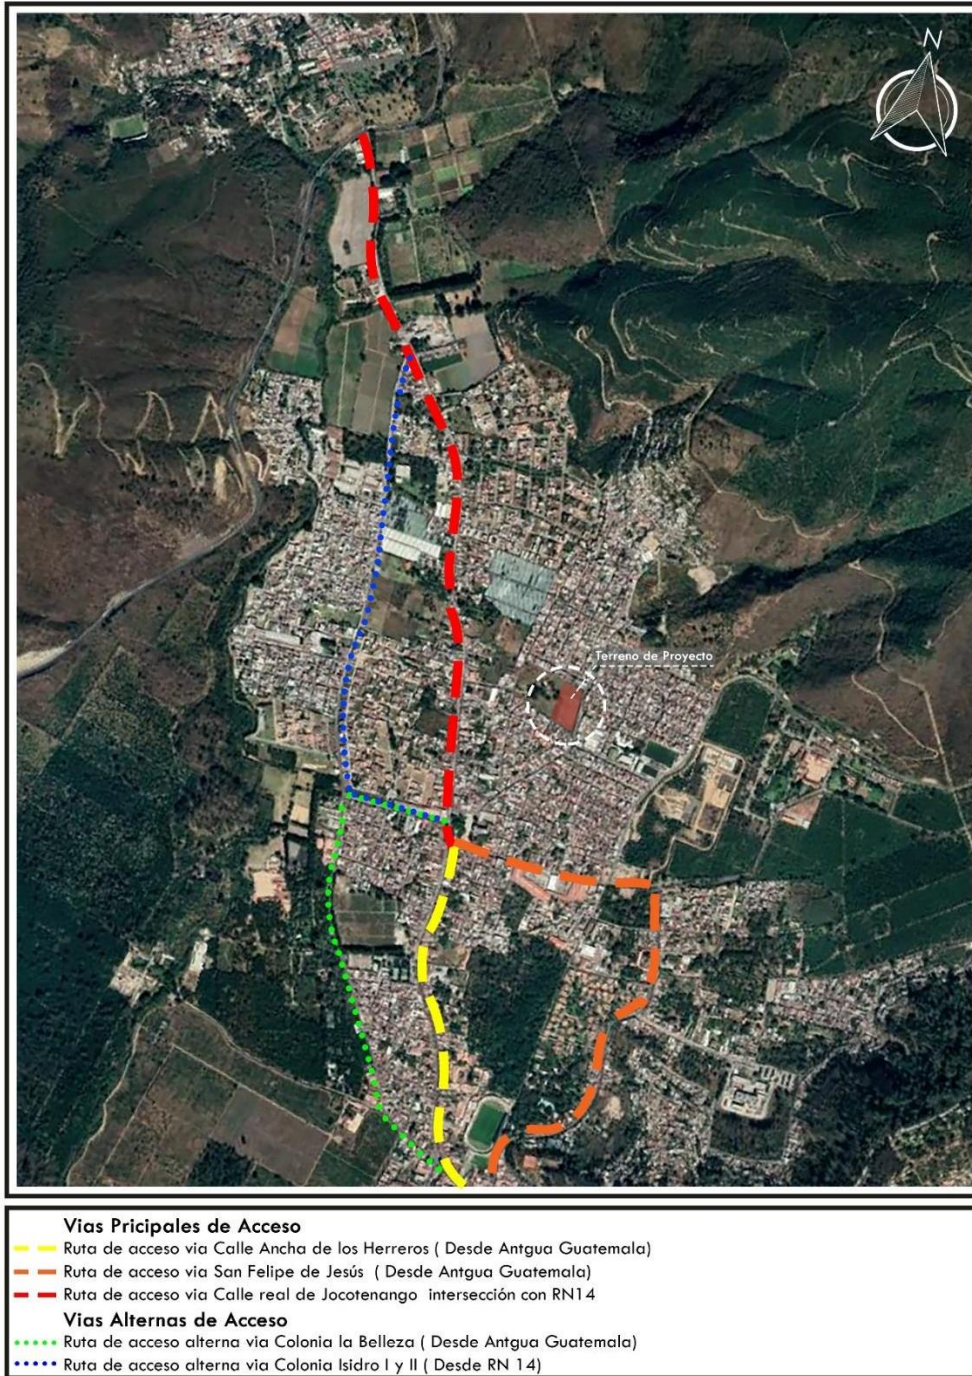 N
Terreno de Proyecto
Vias Pricipales de Acceso
Ruta de acceso via Calle Ancha de los Herreros ( Desde Antgua Guatemala)
Ruta de acceso via San Felipe de Jesús ( Desde Antgua Guatemala)
Ruta de acceso via Calle real de Jocotenango intersección con RN14
Vias Alternas de Acceso
Ruta de acceso alterna via Colonia la Belleza ( Desde Antgua Guatemala)
Ruta de acceso alterna via Colonia Isidro I y II ( Desde RN 14)